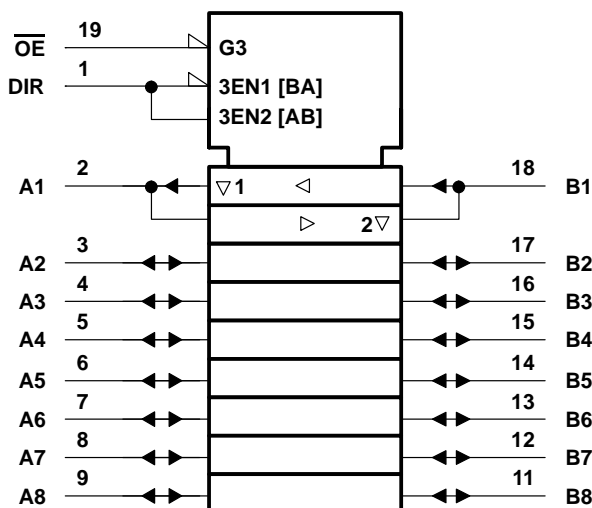 O̅E̅ 19 G3
DIR 1 3EN1 [BA]
3EN2 [AB]
A1 2 ▽1 ◁ 18 B1
▷ 2▽
A2 3 17 B2
A3 4 16 B3
A4 5 15 B4
A5 6 14 B5
A6 7 13 B6
A7 8 12 B7
A8 9 11 B8